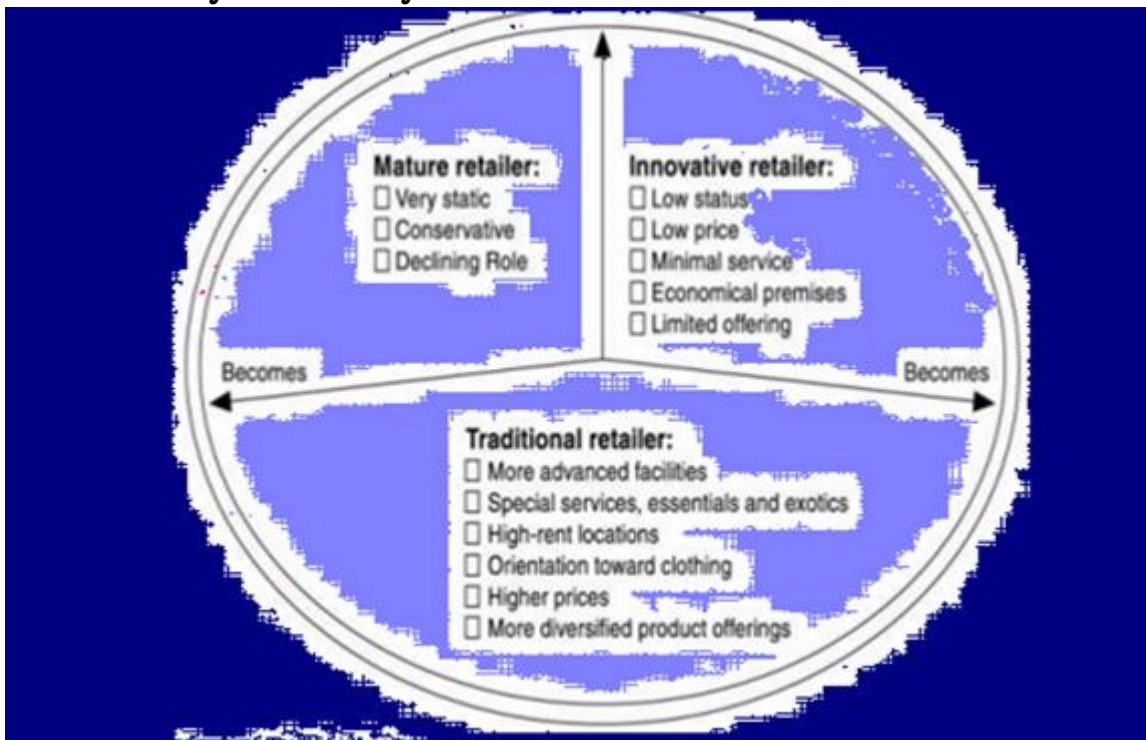 Mature retailer:
Very static
Conservative
Declining Role
Innovative retailer:
Low status
Low price
Minimal service
Economical premises
Limited offering
Becomes
Becomes
Traditional retailer:
More advanced facilities
Special services, essentials and exotics
High-rent locations
Orientation toward clothing
Higher prices
More diversified product offerings